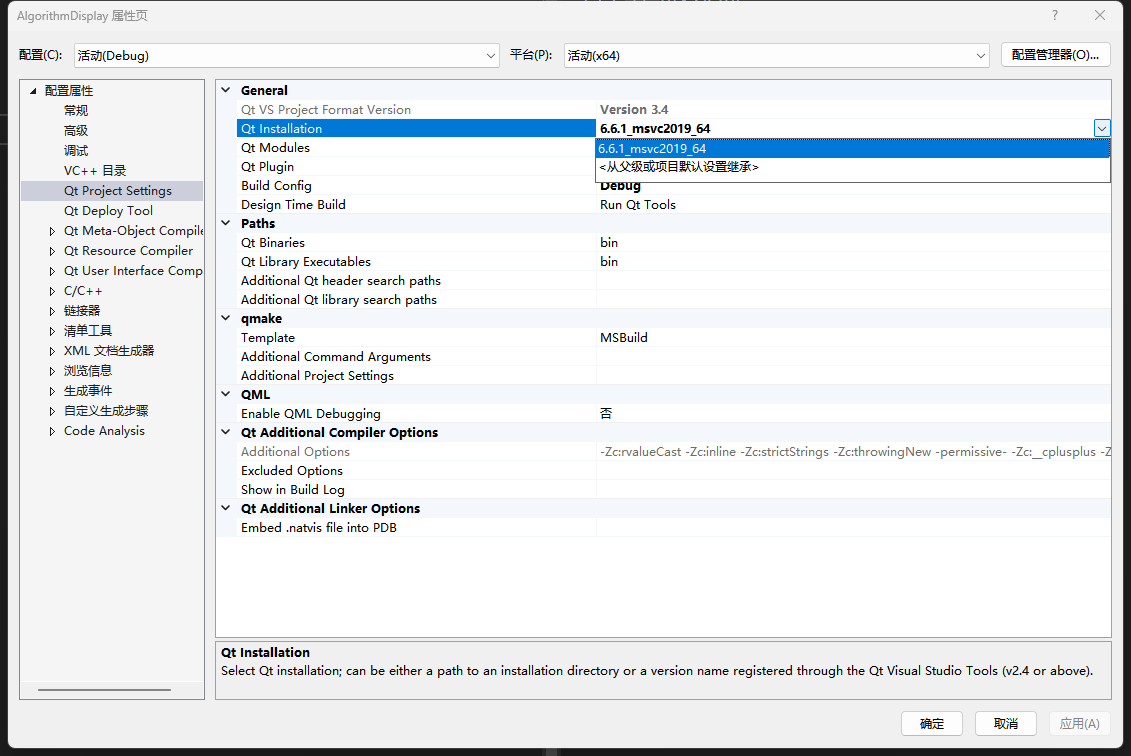 AlgorithmDisplay 属性页
配置(C): 活动(Debug) 平台(P): 活动(x64) 配置管理器(O)...
配置属性
常规
高级
调试
VC++ 目录
Qt Project Settings
Qt Deploy Tool
Qt Meta-Object Compile
Qt Resource Compiler
Qt User Interface Comp
C/C++
链接器
清单工具
XML 文档生成器
浏览信息
生成事件
自定义生成步骤
Code Analysis
General
Qt VS Project Format Version Version 3.4
Qt Installation 6.6.1_msvc2019_64
Qt Modules 6.6.1_msvc2019_64
Qt Plugin <从父级或项目默认设置继承>
Build Config Debug
Design Time Build Run Qt Tools
Paths
Qt Binaries bin
Qt Library Executables bin
Additional Qt header search paths
Additional Qt library search paths
qmake
Template MSBuild
Additional Command Arguments
Additional Project Settings
QML
Enable QML Debugging 否
Qt Additional Compiler Options
Additional Options -Zc:rvalueCast -Zc:inline -Zc:strictStrings -Zc:throwingNew -permissive- -Zc:__cplusplus -Z
Excluded Options
Show in Build Log
Qt Additional Linker Options
Embed .natvis file into PDB
Qt Installation
Select Qt installation; can be either a path to an installation directory or a version name registered through the Qt Visual Studio Tools (v2.4 or above).
确定 取消 应用(A)